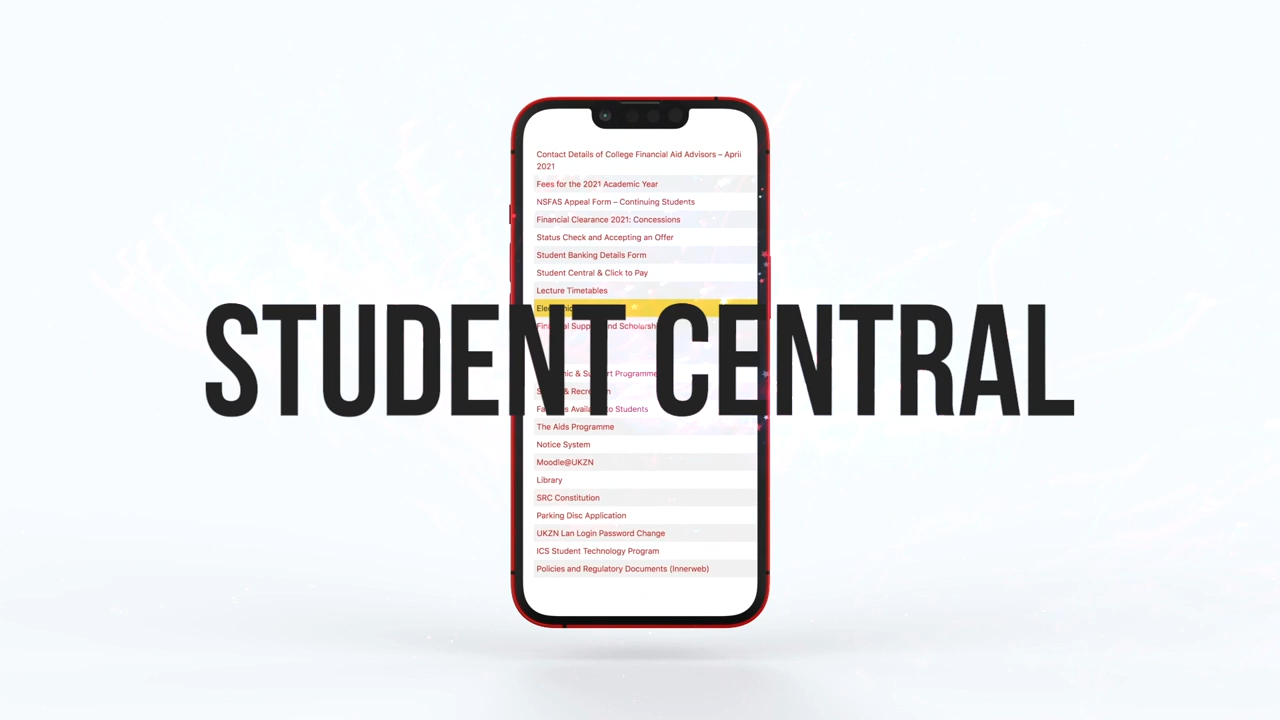 Contact Details of College Financial Aid Advisors – April
2021
Fees for the 2021 Academic Year
NSFAS Appeal Form – Continuing Students
Financial Clearance 2021: Concessions
Status Check and Accepting an Offer
Student Banking Details Form
Student Central & Click to Pay
Lecture Timetables
STUDENT CENTRAL
The Aids Programme
Notice System
Moodle@UKZN
Library
SRC Constitution
Parking Disc Application
UKZN Lan Login Password Change
ICS Student Technology Program
Policies and Regulatory Documents (Innerweb)